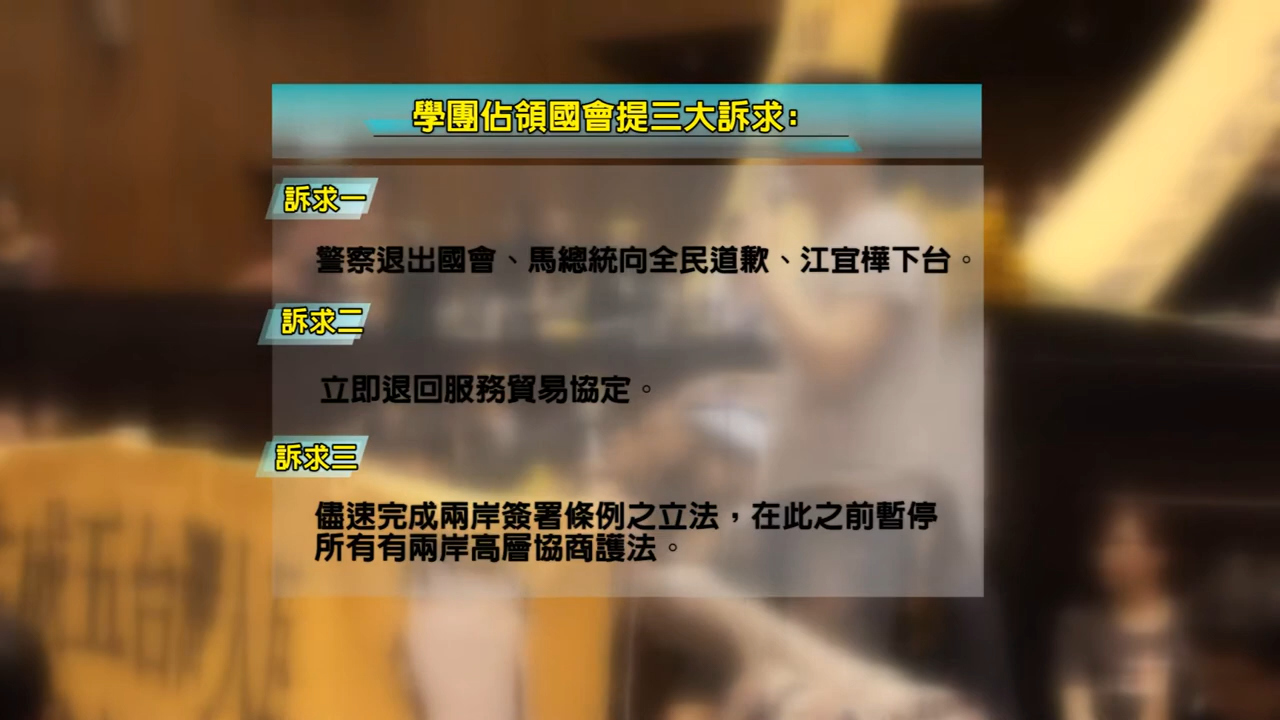 學團佔領國會提三大訴求:
訴求一
警察退出國會、馬總統向全民道歉、江宜樺下台。
訴求二
立即退回服務貿易協定。
訴求三
儘速完成兩岸簽署條例之立法,在此之前暫停
所有有兩岸高層協商護法。